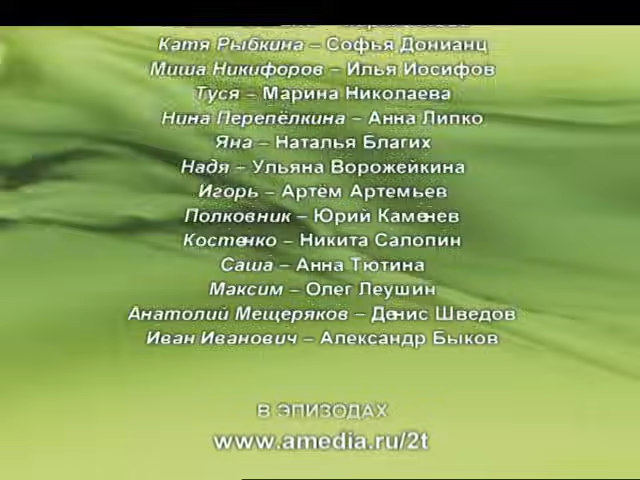 Катя Рыбкина – Софья Донианц
Миша Никифоров – Илья Иосифов
Туся – Марина Николаева
Нина Перепёлкина – Анна Липко
Яна – Наталья Благих
Надя – Ульяна Ворожейкина
Игорь – Артём Артемьев
Полковник – Юрий Каменев
Костенко – Никита Салопин
Саша – Анна Тютина
Максим – Олег Леушин
Анатолий Мещеряков – Денис Шведов
Иван Иванович – Александр Быков
В ЭПИЗОДАХ
www.amedia.ru/2t